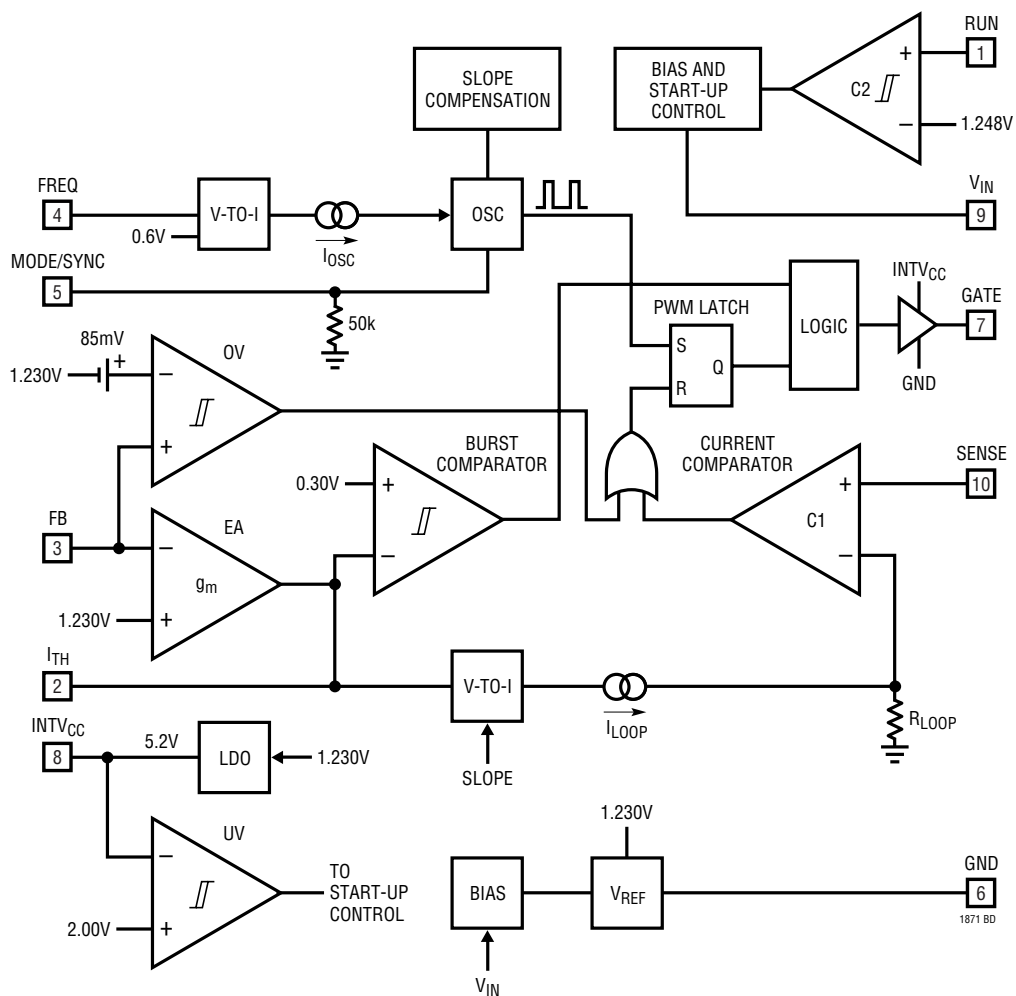 RUN
1
SLOPE
COMPENSATION
BIAS AND
START-UP
CONTROL
+
C2
–
1.248V
FREQ
4
V-TO-I
0.6V
IOSC
OSC
VIN
9
MODE/SYNC
5
50k
PWM LATCH
S
Q
R
LOGIC
INTVCC
GATE
7
GND
85mV
+
1.230V
–
OV
+
BURST
COMPARATOR
CURRENT
COMPARATOR
SENSE
10
0.30V
+
–
+
C1
–
FB
3
EA
–
gm
1.230V
+
ITH
2
V-TO-I
ILOOP
RLOOP
SLOPE
INTVCC
8
5.2V
LDO
1.230V
UV
–
2.00V
+
TO
START-UP
CONTROL
1.230V
BIAS
VREF
VIN
GND
6
1871 BD